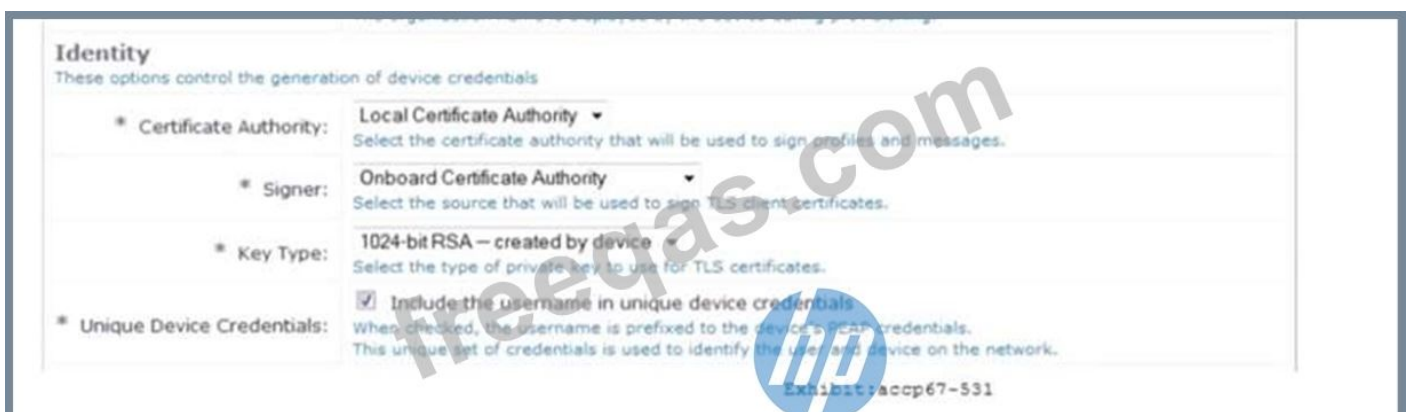 Identity
These options control the generation of device credentials
* Certificate Authority:
Local Certificate Authority
Select the certificate authority that will be used to sign profiles and messages.
* Signer:
Onboard Certificate Authority
Select the source that will be used to sign TLS client certificates.
* Key Type:
1024-bit RSA – created by device
Select the type of private key to use for TLS certificates.
* Unique Device Credentials:
Include the username in unique device credentials
When checked, the username is prefixed to the device's PEAP credentials.
This unique set of credentials is used to identify the user and device on the network.
freeqas.com
hp
Exhibit:accp67-531